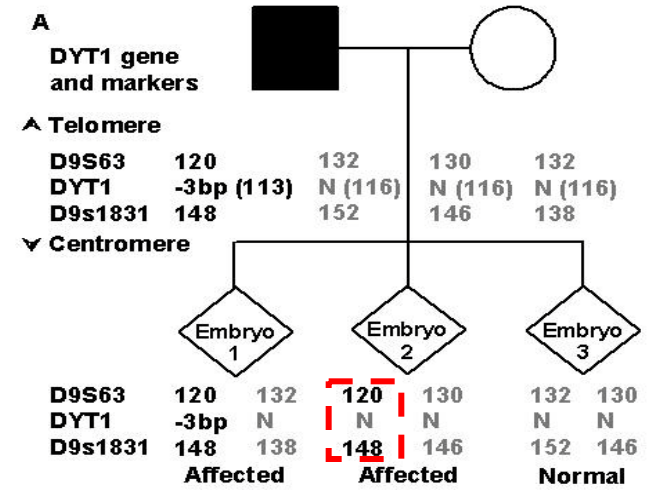 A
DYT1 gene
and markers
Telomere
D9S63 120 132 130 132
DYT1 -3bp (113) N (116) N (116) N (116)
D9s1831 148 152 146 138
Centromere
Embryo Embryo Embryo
1 2 3
D9S63 120 132 120 130 132 130
DYT1 -3bp N N N N N
D9s1831 148 138 148 146 152 146
Affected Affected Normal